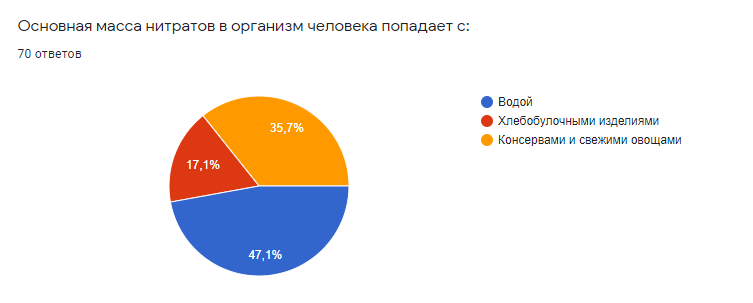 Основная масса нитратов в организм человека попадает с:
70 ответов
Водой
Хлебобулочными изделиями
Консервами и свежими овощами
35,7%
17,1%
47,1%